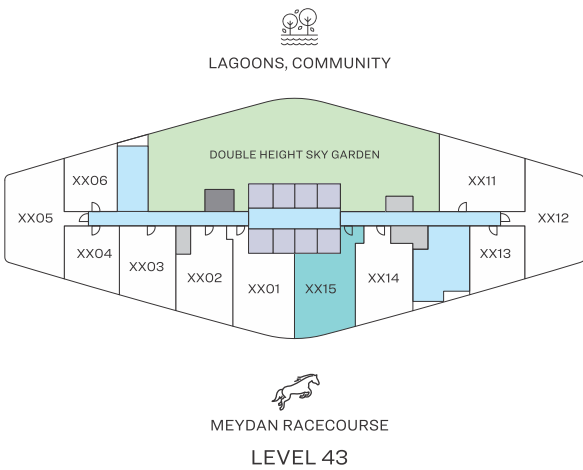 LAGOONS, COMMUNITY
DOUBLE HEIGHT SKY GARDEN
XX06
XX11
XX05
XX12
XX04
XX03
XX02
XX01
XX15
XX14
XX13
MEYDAN RACECOURSE
LEVEL 43